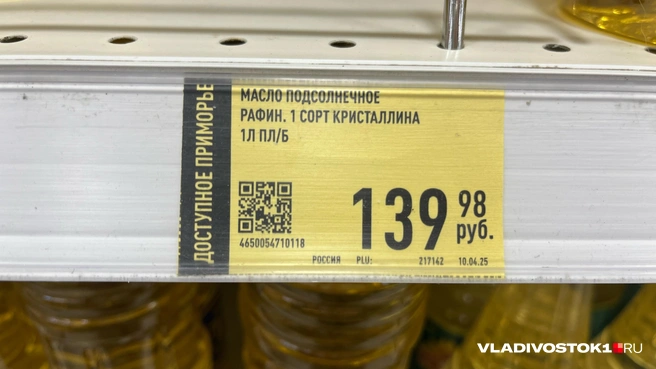 ДОСТУПНОЕ ПРИМОРЬЕ
МАСЛО ПОДСОЛНЕЧНОЕ
РАФИН. 1 СОРТ КРИСТАЛЛИНА
1Л ПЛ/Б
139 98
руб.
4650054710118
РОССИЯ PLU: 217142 10.04.25
VLADIVOSTOK1.RU